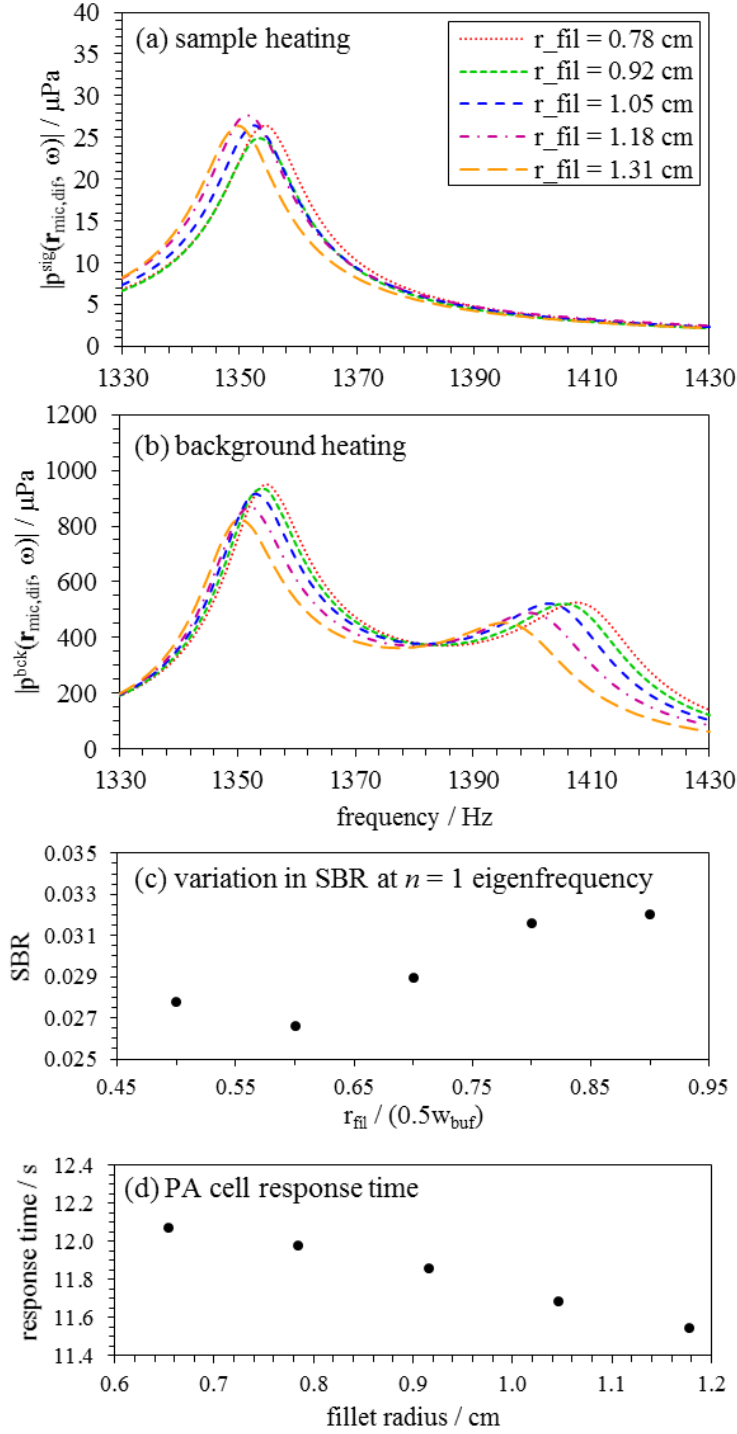 40
35
30
25
20
15
10
5
0
|p^sig(r_mic,dif, ω)| / μPa
(a) sample heating
r_fil = 0.78 cm
r_fil = 0.92 cm
r_fil = 1.05 cm
r_fil = 1.18 cm
r_fil = 1.31 cm
1330 1350 1370 1390 1410 1430
1200
1000
800
600
400
200
0
|p^bck(r_mic,dif, ω)| / μPa
(b) background heating
1330 1350 1370 1390 1410 1430
frequency / Hz
0.035
0.033
0.031
0.029
0.027
0.025
SBR
(c) variation in SBR at n = 1 eigenfrequency
0.45 0.55 0.65 0.75 0.85 0.95
r_fil / (0.5w_buf)
12.4
12.2
12.0
11.8
11.6
11.4
response time / s
(d) PA cell response time
0.6 0.7 0.8 0.9 1.0 1.1 1.2
fillet radius / cm